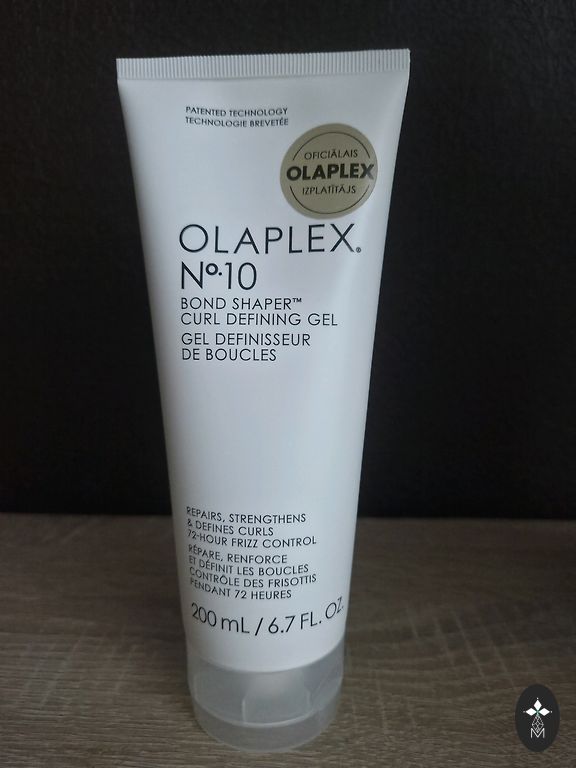 PATENTED TECHNOLOGY
TECHNOLOGIE BREVETÉE
OFICIĀLAIS
OLAPLEX
IZPLATĪTĀJS
OLAPLEX®
Nº.10
BOND SHAPER™
CURL DEFINING GEL
GEL DEFINISSEUR
DE BOUCLES
REPAIRS, STRENGTHENS
& DEFINES CURLS
72-HOUR FRIZZ CONTROL
RÉPARE, RENFORCE
ET DÉFINIT LES BOUCLES
CONTRÔLE DES FRISOTTIS
PENDANT 72 HEURES
200 mL / 6.7 FL. OZ.
M